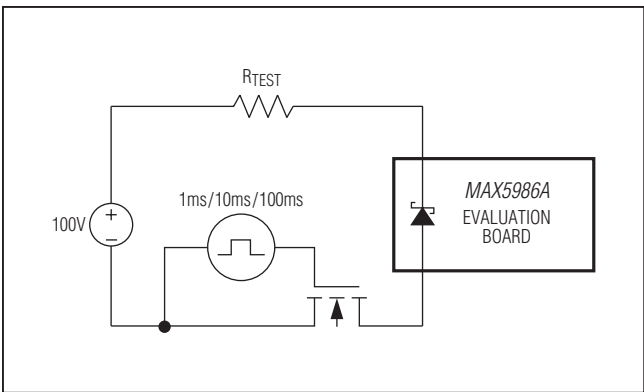 RTEST
1ms/10ms/100ms
100V
+
−
MAX5986A
EVALUATION
BOARD